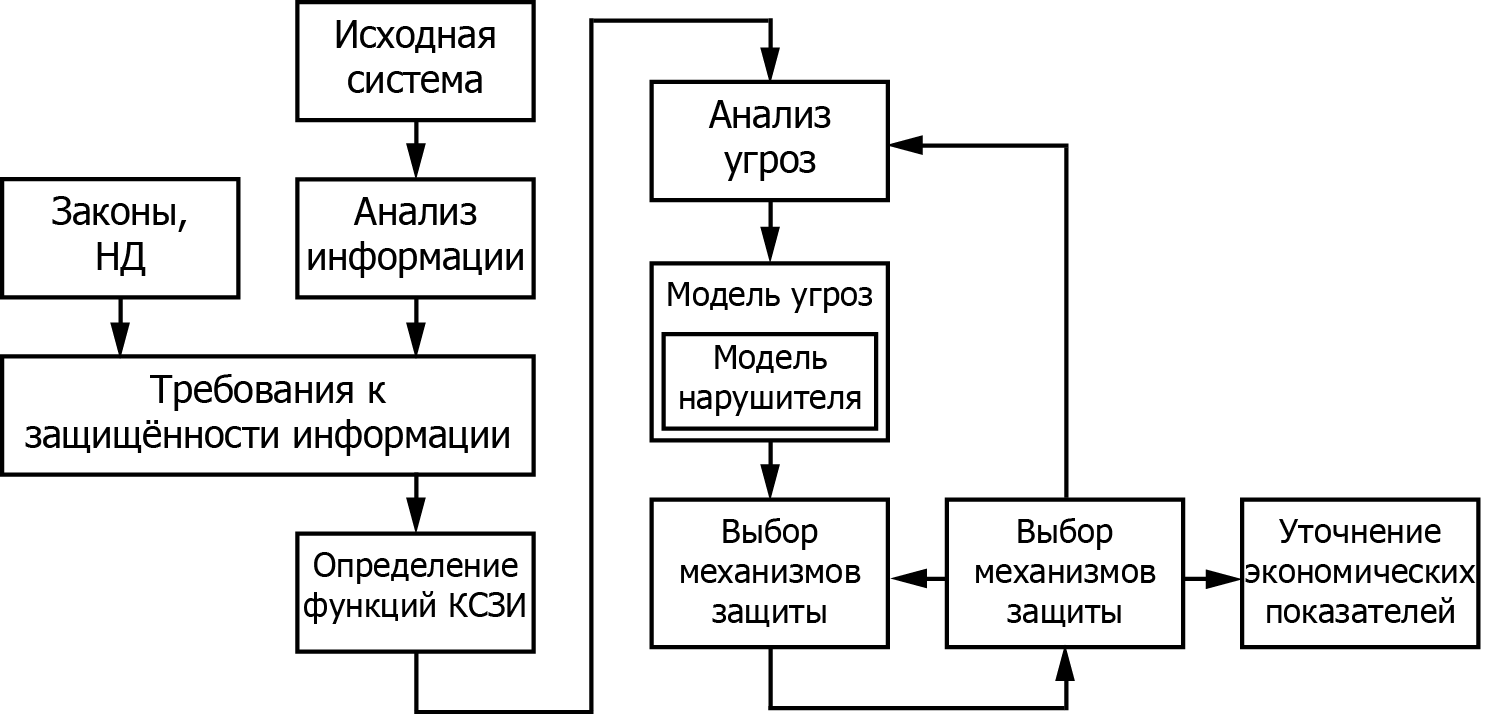 Исходная
система
Законы,
НД
Анализ
информации
Требования к
защищённости информации
Определение
функций КСЗИ
Анализ
угроз
Модель угроз
Модель
нарушителя
Выбор
механизмов
защиты
Выбор
механизмов
защиты
Уточнение
экономических
показателей